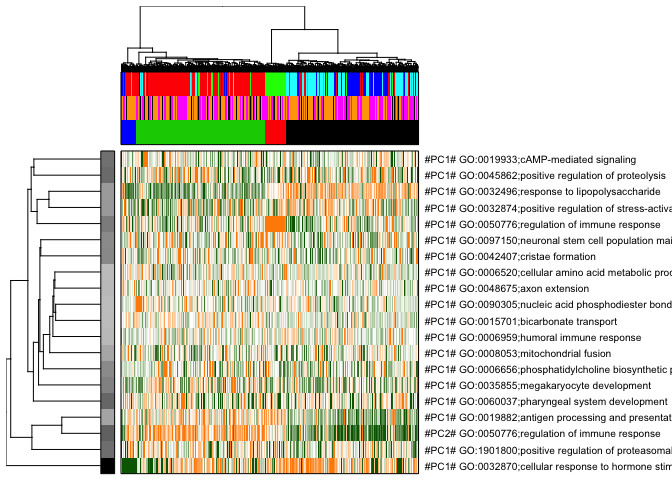 #PC1# GO:0019933;cAMP-mediated signaling
#PC1# GO:0045862;positive regulation of proteolysis
#PC1# GO:0032496;response to lipopolysaccharide
#PC1# GO:0032874;positive regulation of stress-activa
#PC1# GO:0050776;regulation of immune response
#PC1# GO:0097150;neuronal stem cell population mai
#PC1# GO:0042407;cristae formation
#PC1# GO:0006520;cellular amino acid metabolic proc
#PC1# GO:0048675;axon extension
#PC1# GO:0090305;nucleic acid phosphodiester bond
#PC1# GO:0015701;bicarbonate transport
#PC1# GO:0006959;humoral immune response
#PC1# GO:0008053;mitochondrial fusion
#PC1# GO:0006656;phosphatidylcholine biosynthetic p
#PC1# GO:0035855;megakaryocyte development
#PC1# GO:0060037;pharyngeal system development
#PC1# GO:0019882;antigen processing and presentat
#PC2# GO:0050776;regulation of immune response
#PC1# GO:1901800;positive regulation of proteasomal
#PC1# GO:0032870;cellular response to hormone stim